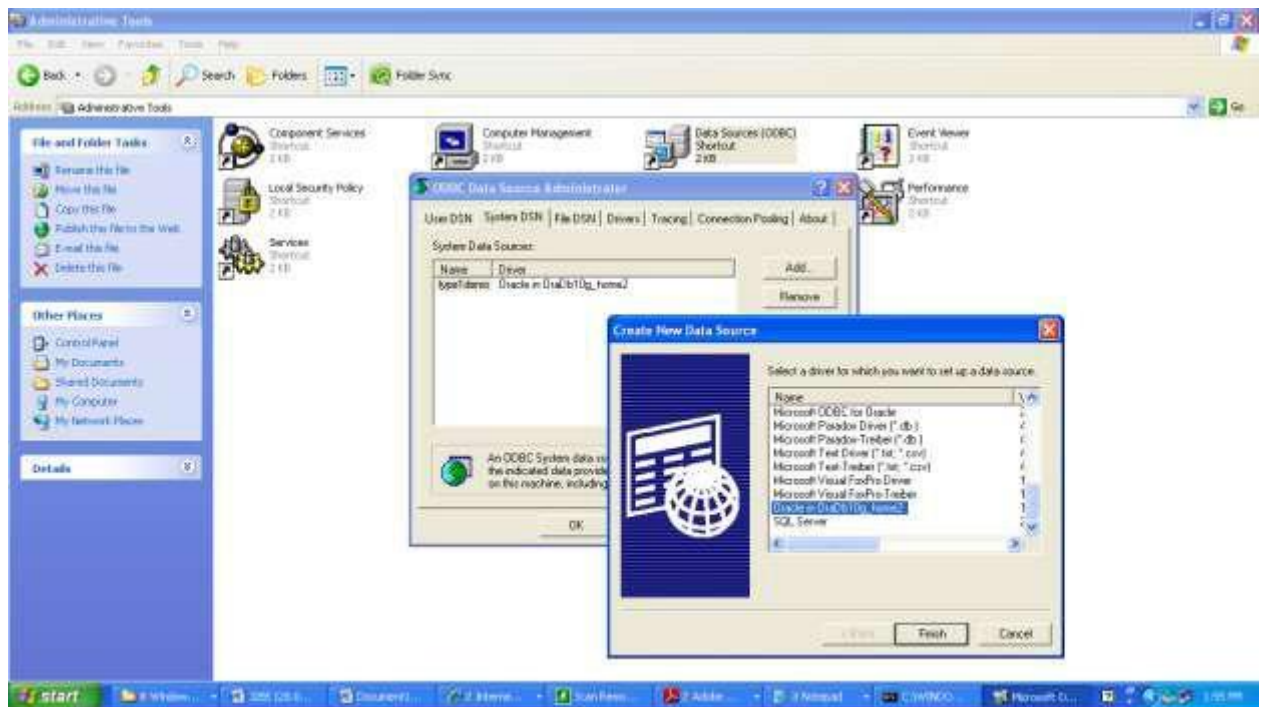 Administrative Tools
File Edit View Favorites Tools Help
Back Search Folders Folder Sync
Address Administrative Tools Go
File and Folder Tasks
Rename this file
Move this file
Copy this file
Publish this file to the Web
E-mail this file
Delete this file
Other Places
Control Panel
My Documents
Shared Documents
My Computer
My Network Places
Details
Component Services
Shortcut
2 KB
Computer Management
Shortcut
2 KB
Data Sources (ODBC)
Shortcut
2 KB
Event Viewer
Shortcut
2 KB
Local Security Policy
Shortcut
2 KB
Performance
Shortcut
2 KB
Services
Shortcut
2 KB
ODBC Data Source Administrator
User DSN System DSN File DSN Drivers Tracing Connection Pooling About
System Data Sources:
Name Driver
type1demo Oracle in OraDb10g_home2
Add...
Remove
An ODBC System data
the indicated data provide
on this machine, including
OK
Create New Data Source
Select a driver for which you want to set up a data source.
Name
Microsoft ODBC for Oracle
Microsoft Paradox Driver (*.db )
Microsoft Paradox-Treiber (*.db )
Microsoft Text Driver (*.txt; *.csv)
Microsoft Text-Treiber (*.txt; *.csv)
Microsoft Visual FoxPro Driver
Microsoft Visual FoxPro-Treiber
Oracle in OraDb10g_home2
SQL Server
< Back Finish Cancel
start